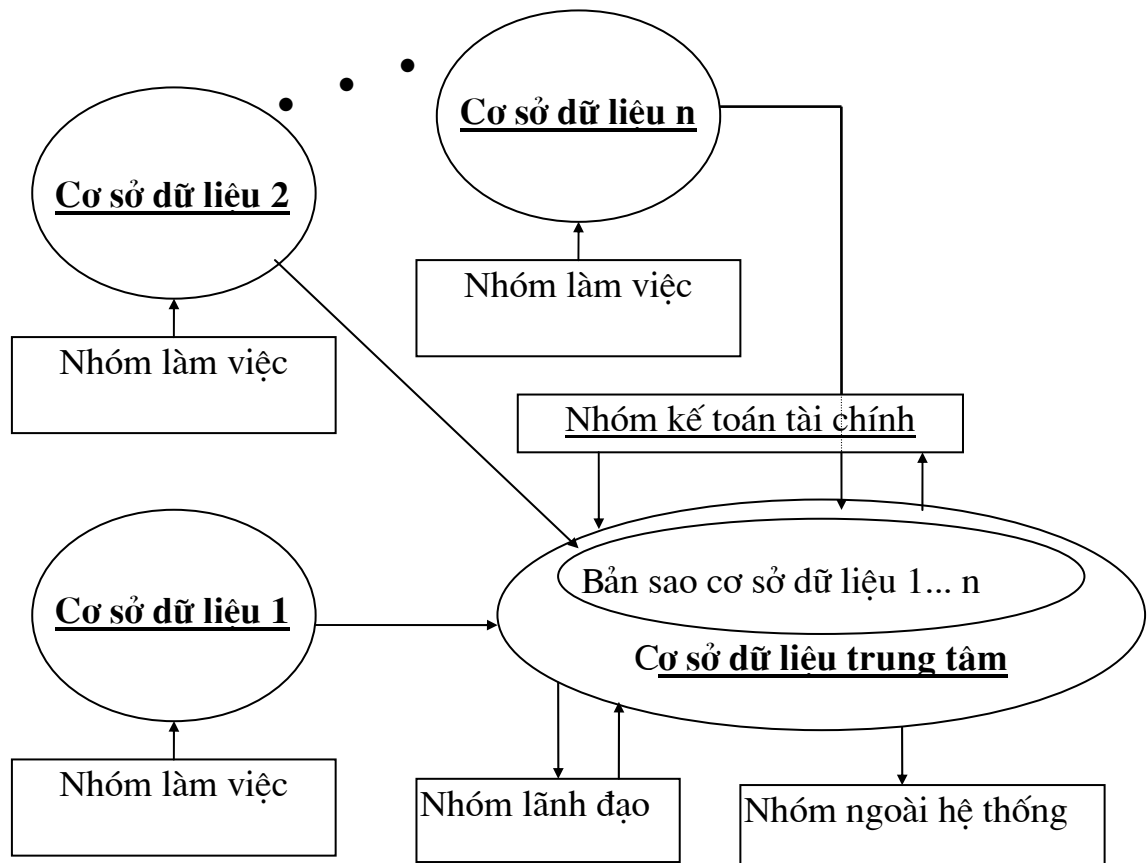 Cơ sở dữ liệu n
Cơ sở dữ liệu 2
Nhóm làm việc
Nhóm làm việc
Nhóm kế toán tài chính
Bản sao cơ sở dữ liệu 1... n
Cơ sở dữ liệu 1
Cơ sở dữ liệu trung tâm
Nhóm làm việc
Nhóm lãnh đạo
Nhóm ngoài hệ thống